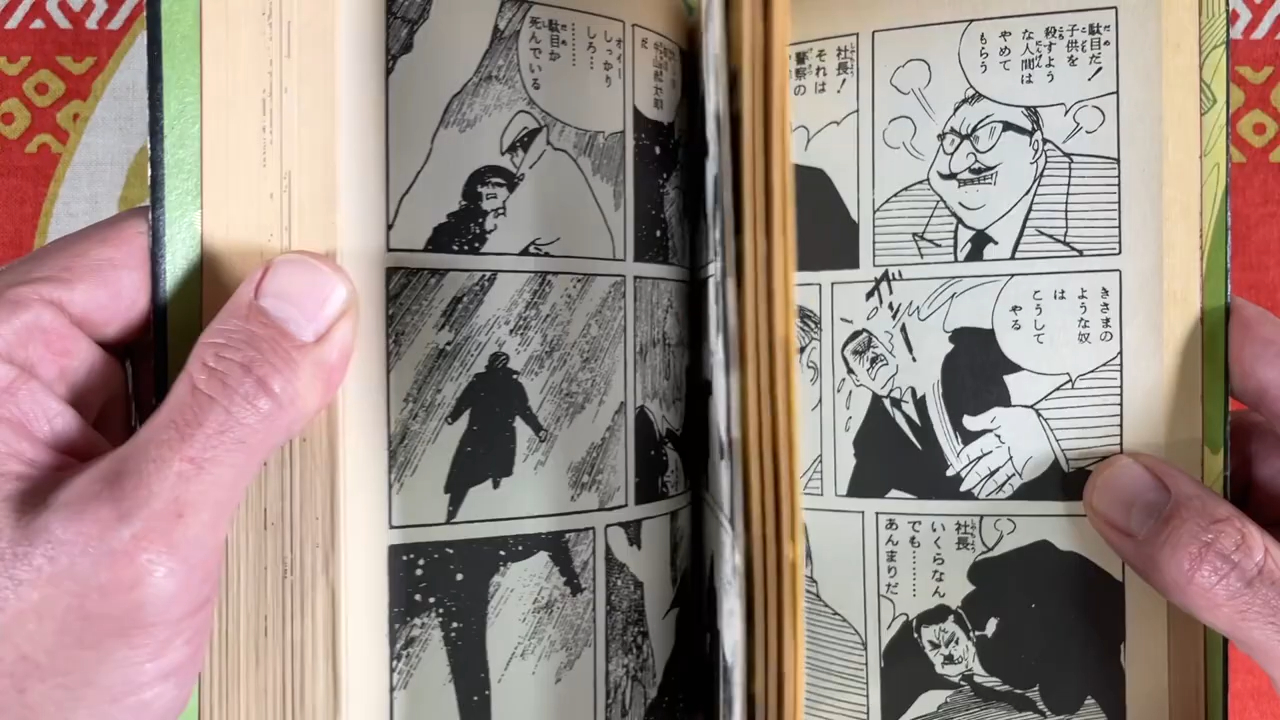 駄目だ!
子供を
殺すよう
な人間は
やめて
もらう
社長!
それは
警察の
きさまの
ような奴
は
こうして
やる
ガ
社長
いくらなん
でも…………
あんまりだ
だ
オィー
しっかり
しろ…
…………
駄目か
死んでいる